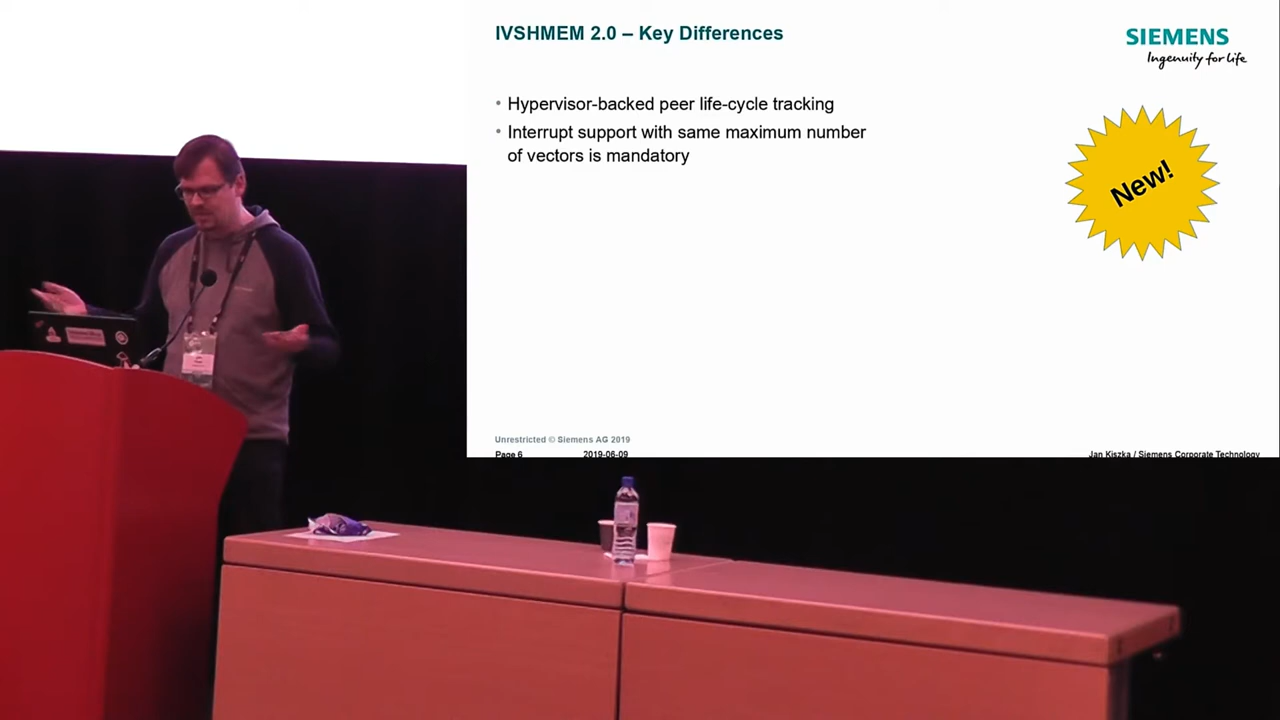 IVSHMEM 2.0 – Key Differences
SIEMENS
Ingenuity for life
• Hypervisor-backed peer life-cycle tracking
• Interrupt support with same maximum number
of vectors is mandatory
New!
Unrestricted © Siemens AG 2019
Page 6
2019-06-09
Jan Kiszka / Siemens Corporate Technology